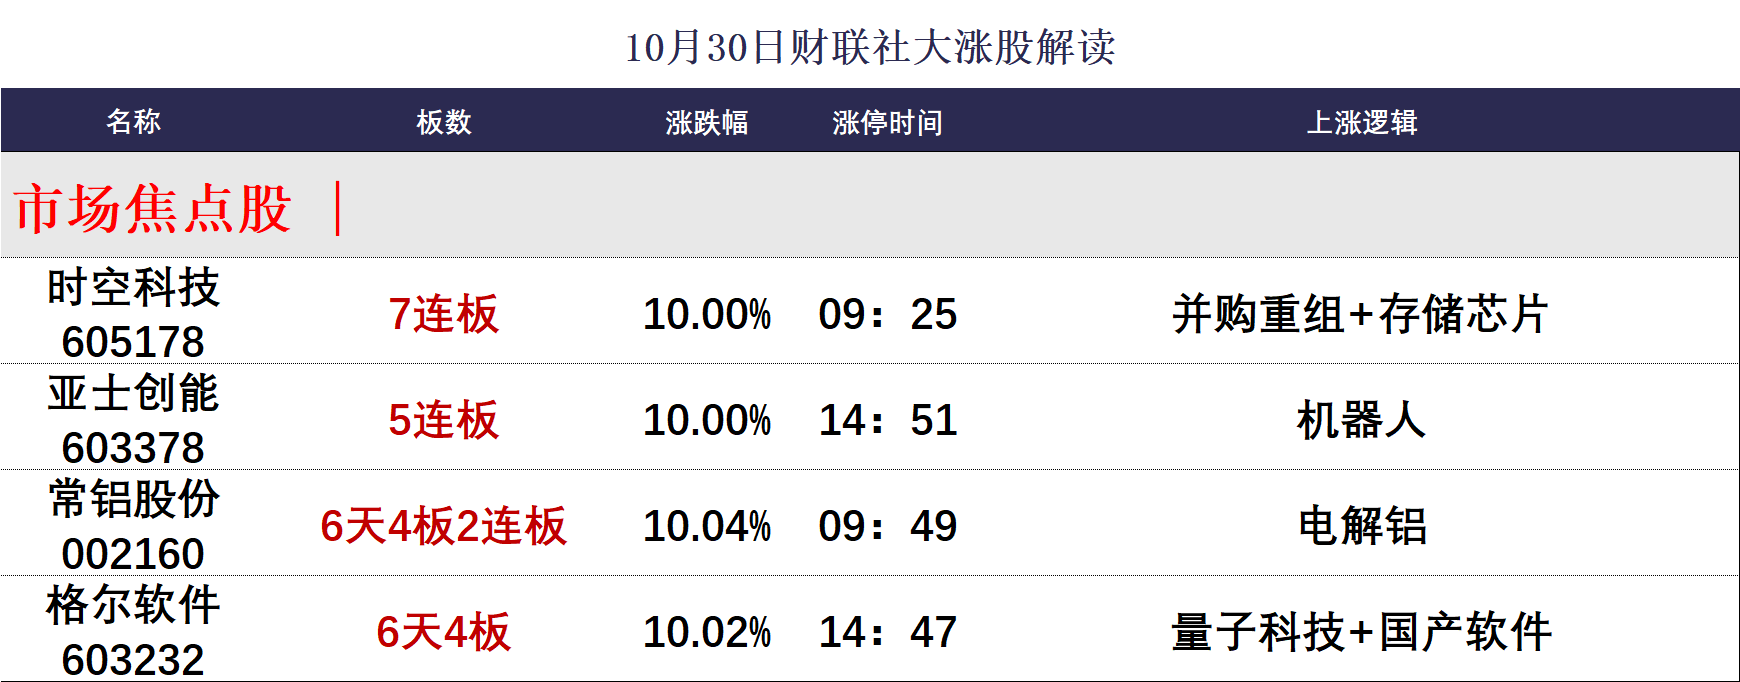 10月30日财联社大涨股解读
名称 板数 涨跌幅 涨停时间 上涨逻辑
市场焦点股 |
时空科技
605178 7连板 10.00% 09：25 并购重组+存储芯片
亚士创能
603378 5连板 10.00% 14：51 机器人
常铝股份
002160 6天4板2连板 10.04% 09：49 电解铝
格尔软件
603232 6天4板 10.02% 14：47 量子科技+国产软件